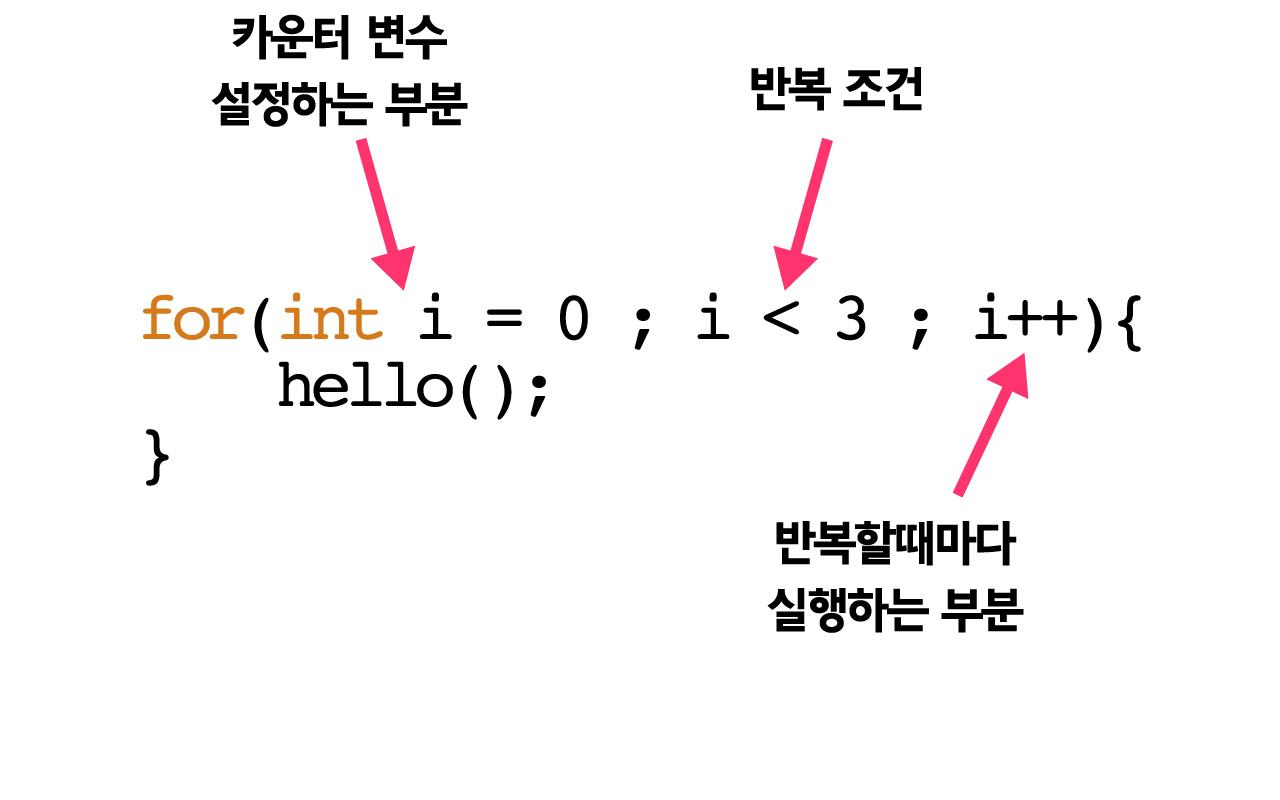 카운터 변수
설정하는 부분
반복 조건
for(int i = 0 ; i < 3 ; i++){
    hello();
}
반복할때마다
실행하는 부분